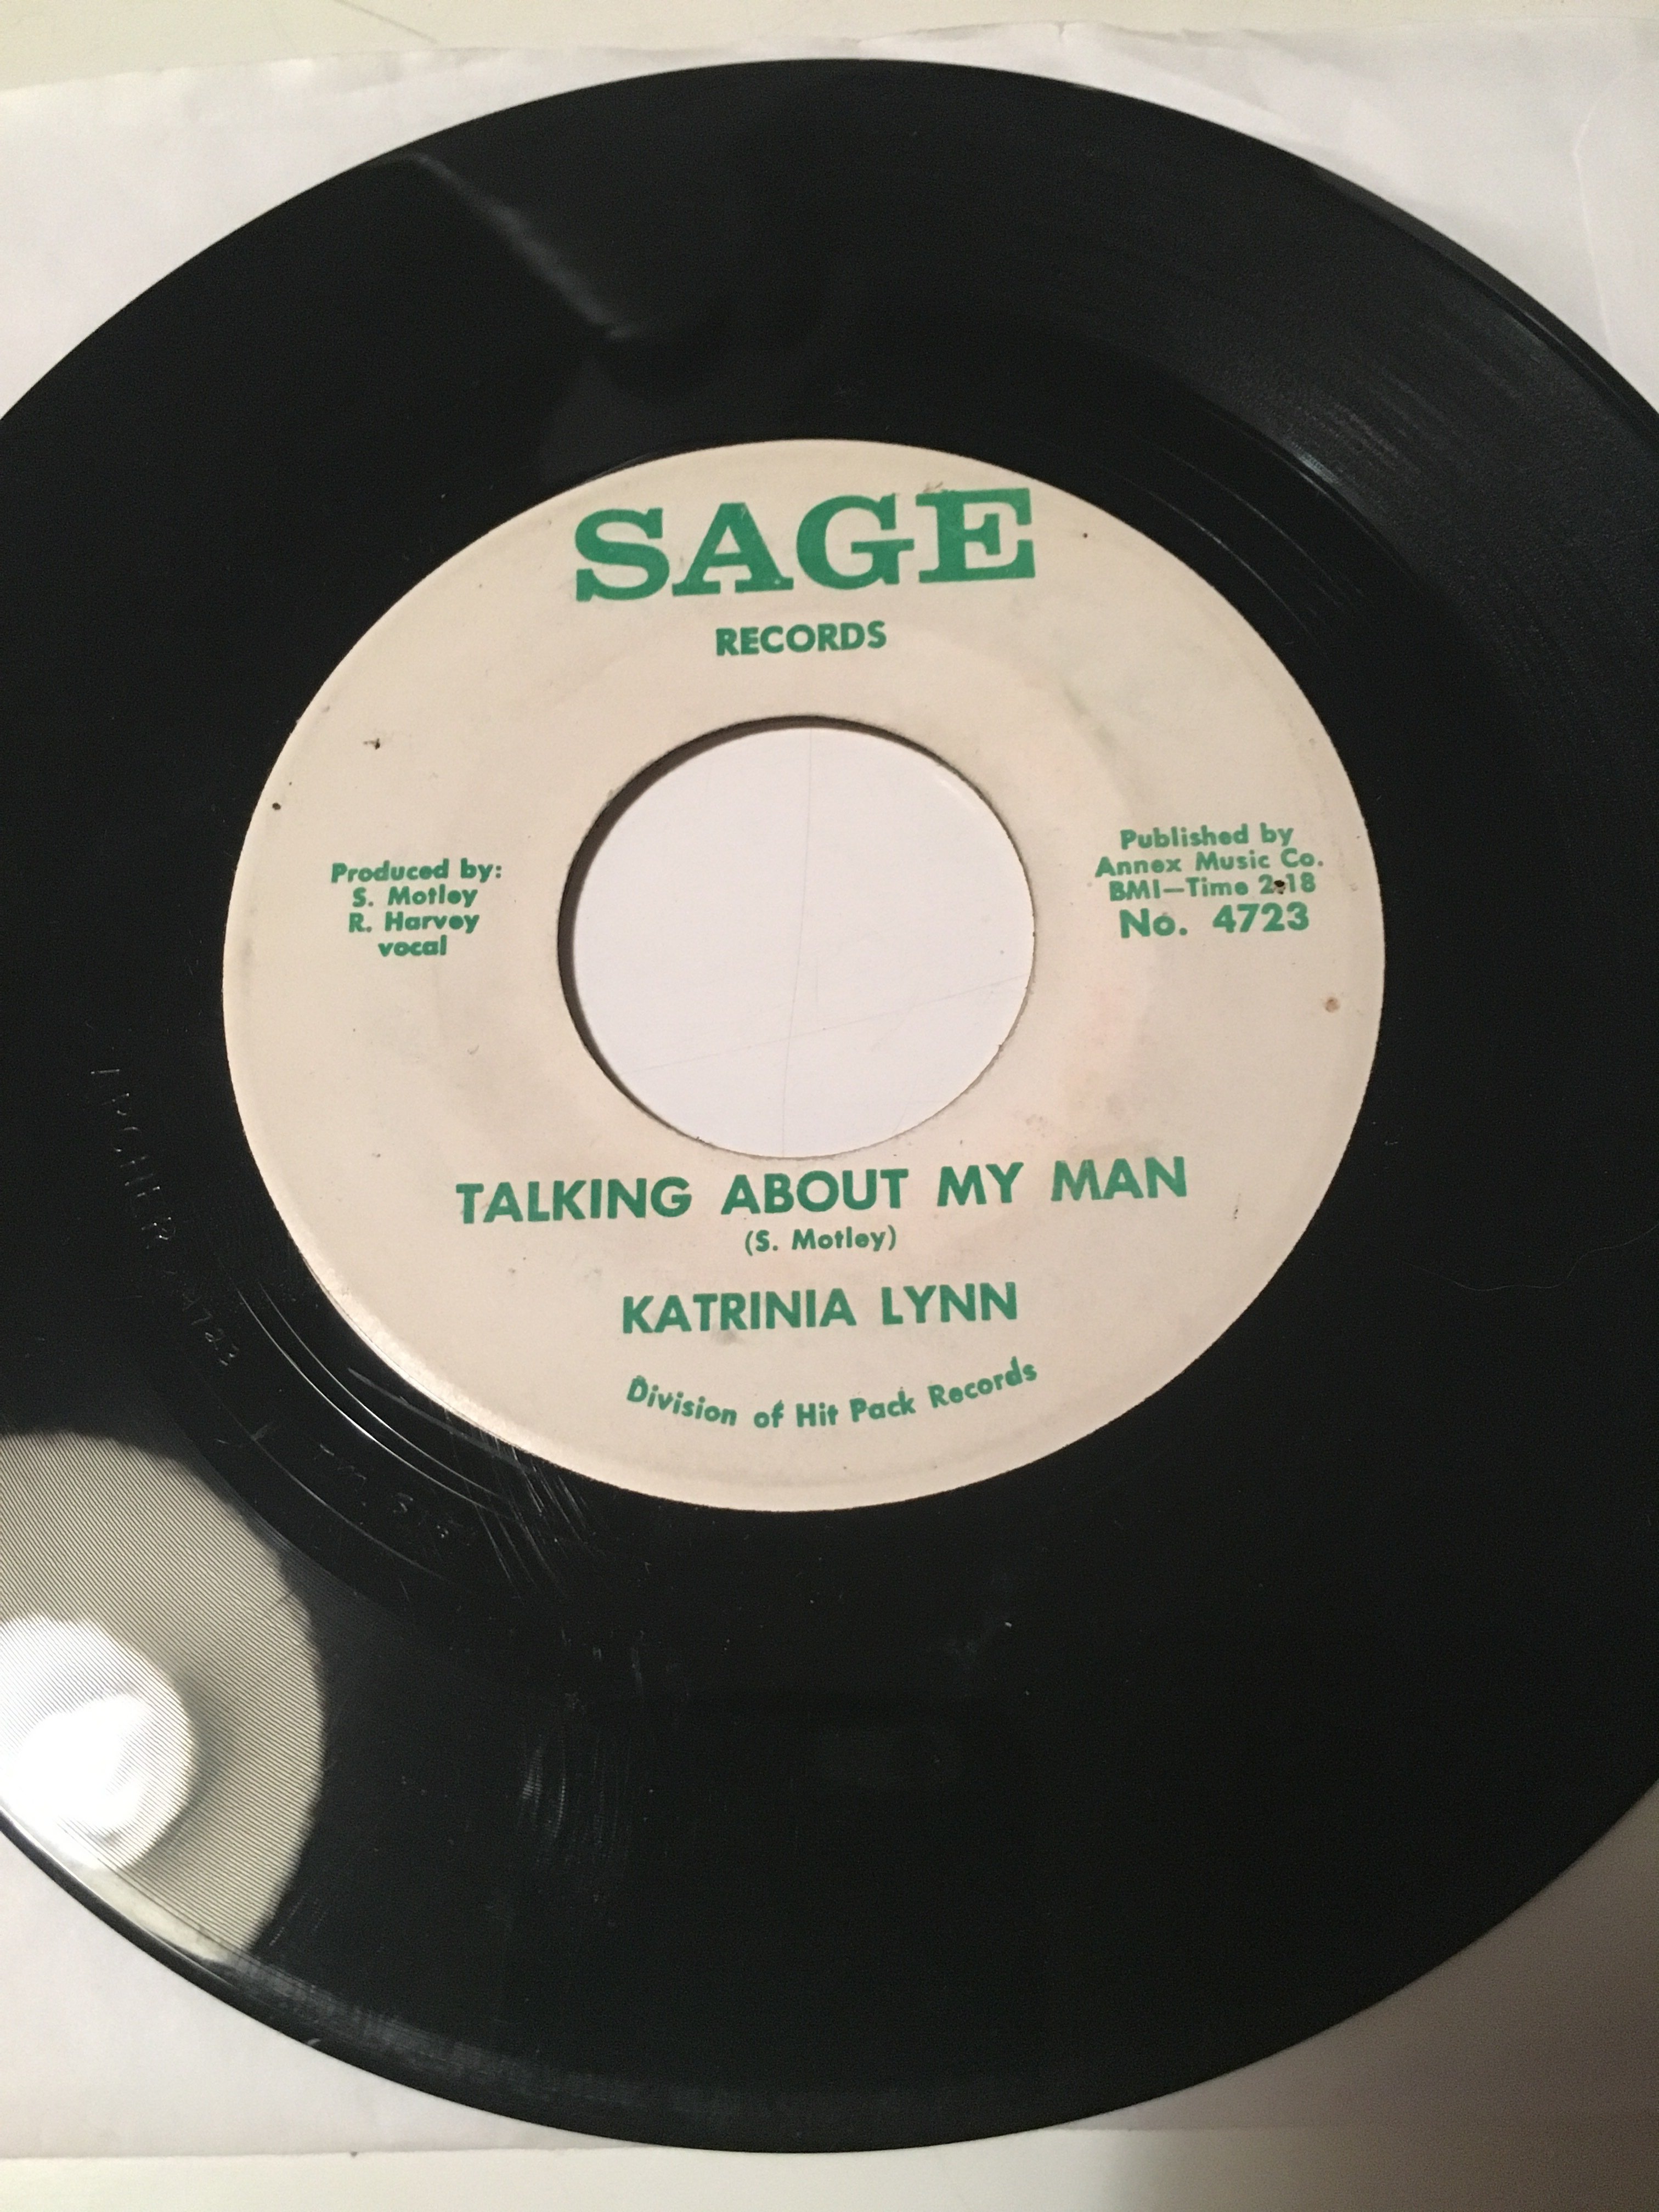 SAGE
RECORDS
Produced by:
S. Motley
R. Harvey
vocal
Published by
Annex Music Co.
BMI—Time 2:18
No. 4723
TALKING ABOUT MY MAN
(S. Motley)
KATRINIA LYNN
Division of Hit Pack Records
4723